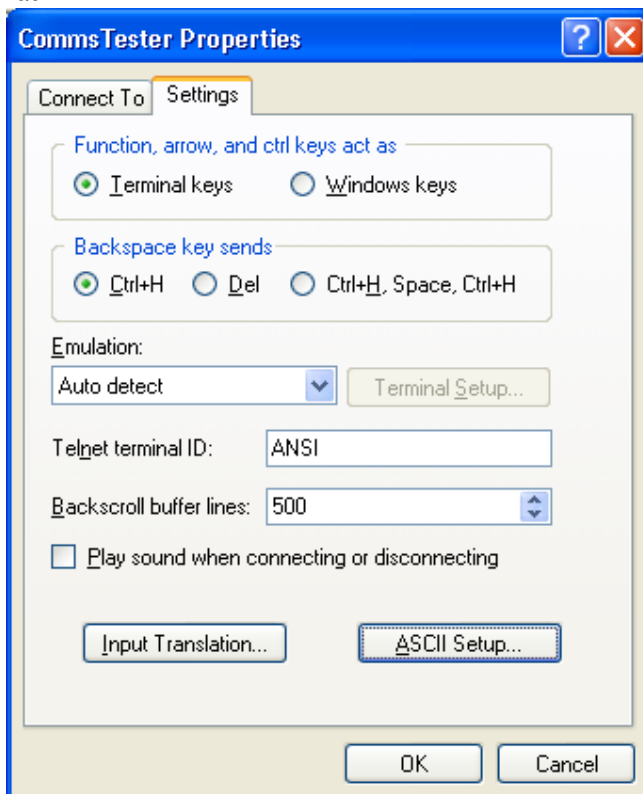 CommsTester Properties
Connect To Settings
Function, arrow, and ctrl keys act as
Terminal keys Windows keys
Backspace key sends
Ctrl+H Del Ctrl+H, Space, Ctrl+H
Emulation:
Auto detect Terminal Setup...
Telnet terminal ID: ANSI
Backscroll buffer lines: 500
Play sound when connecting or disconnecting
Input Translation... ASCII Setup...
OK Cancel